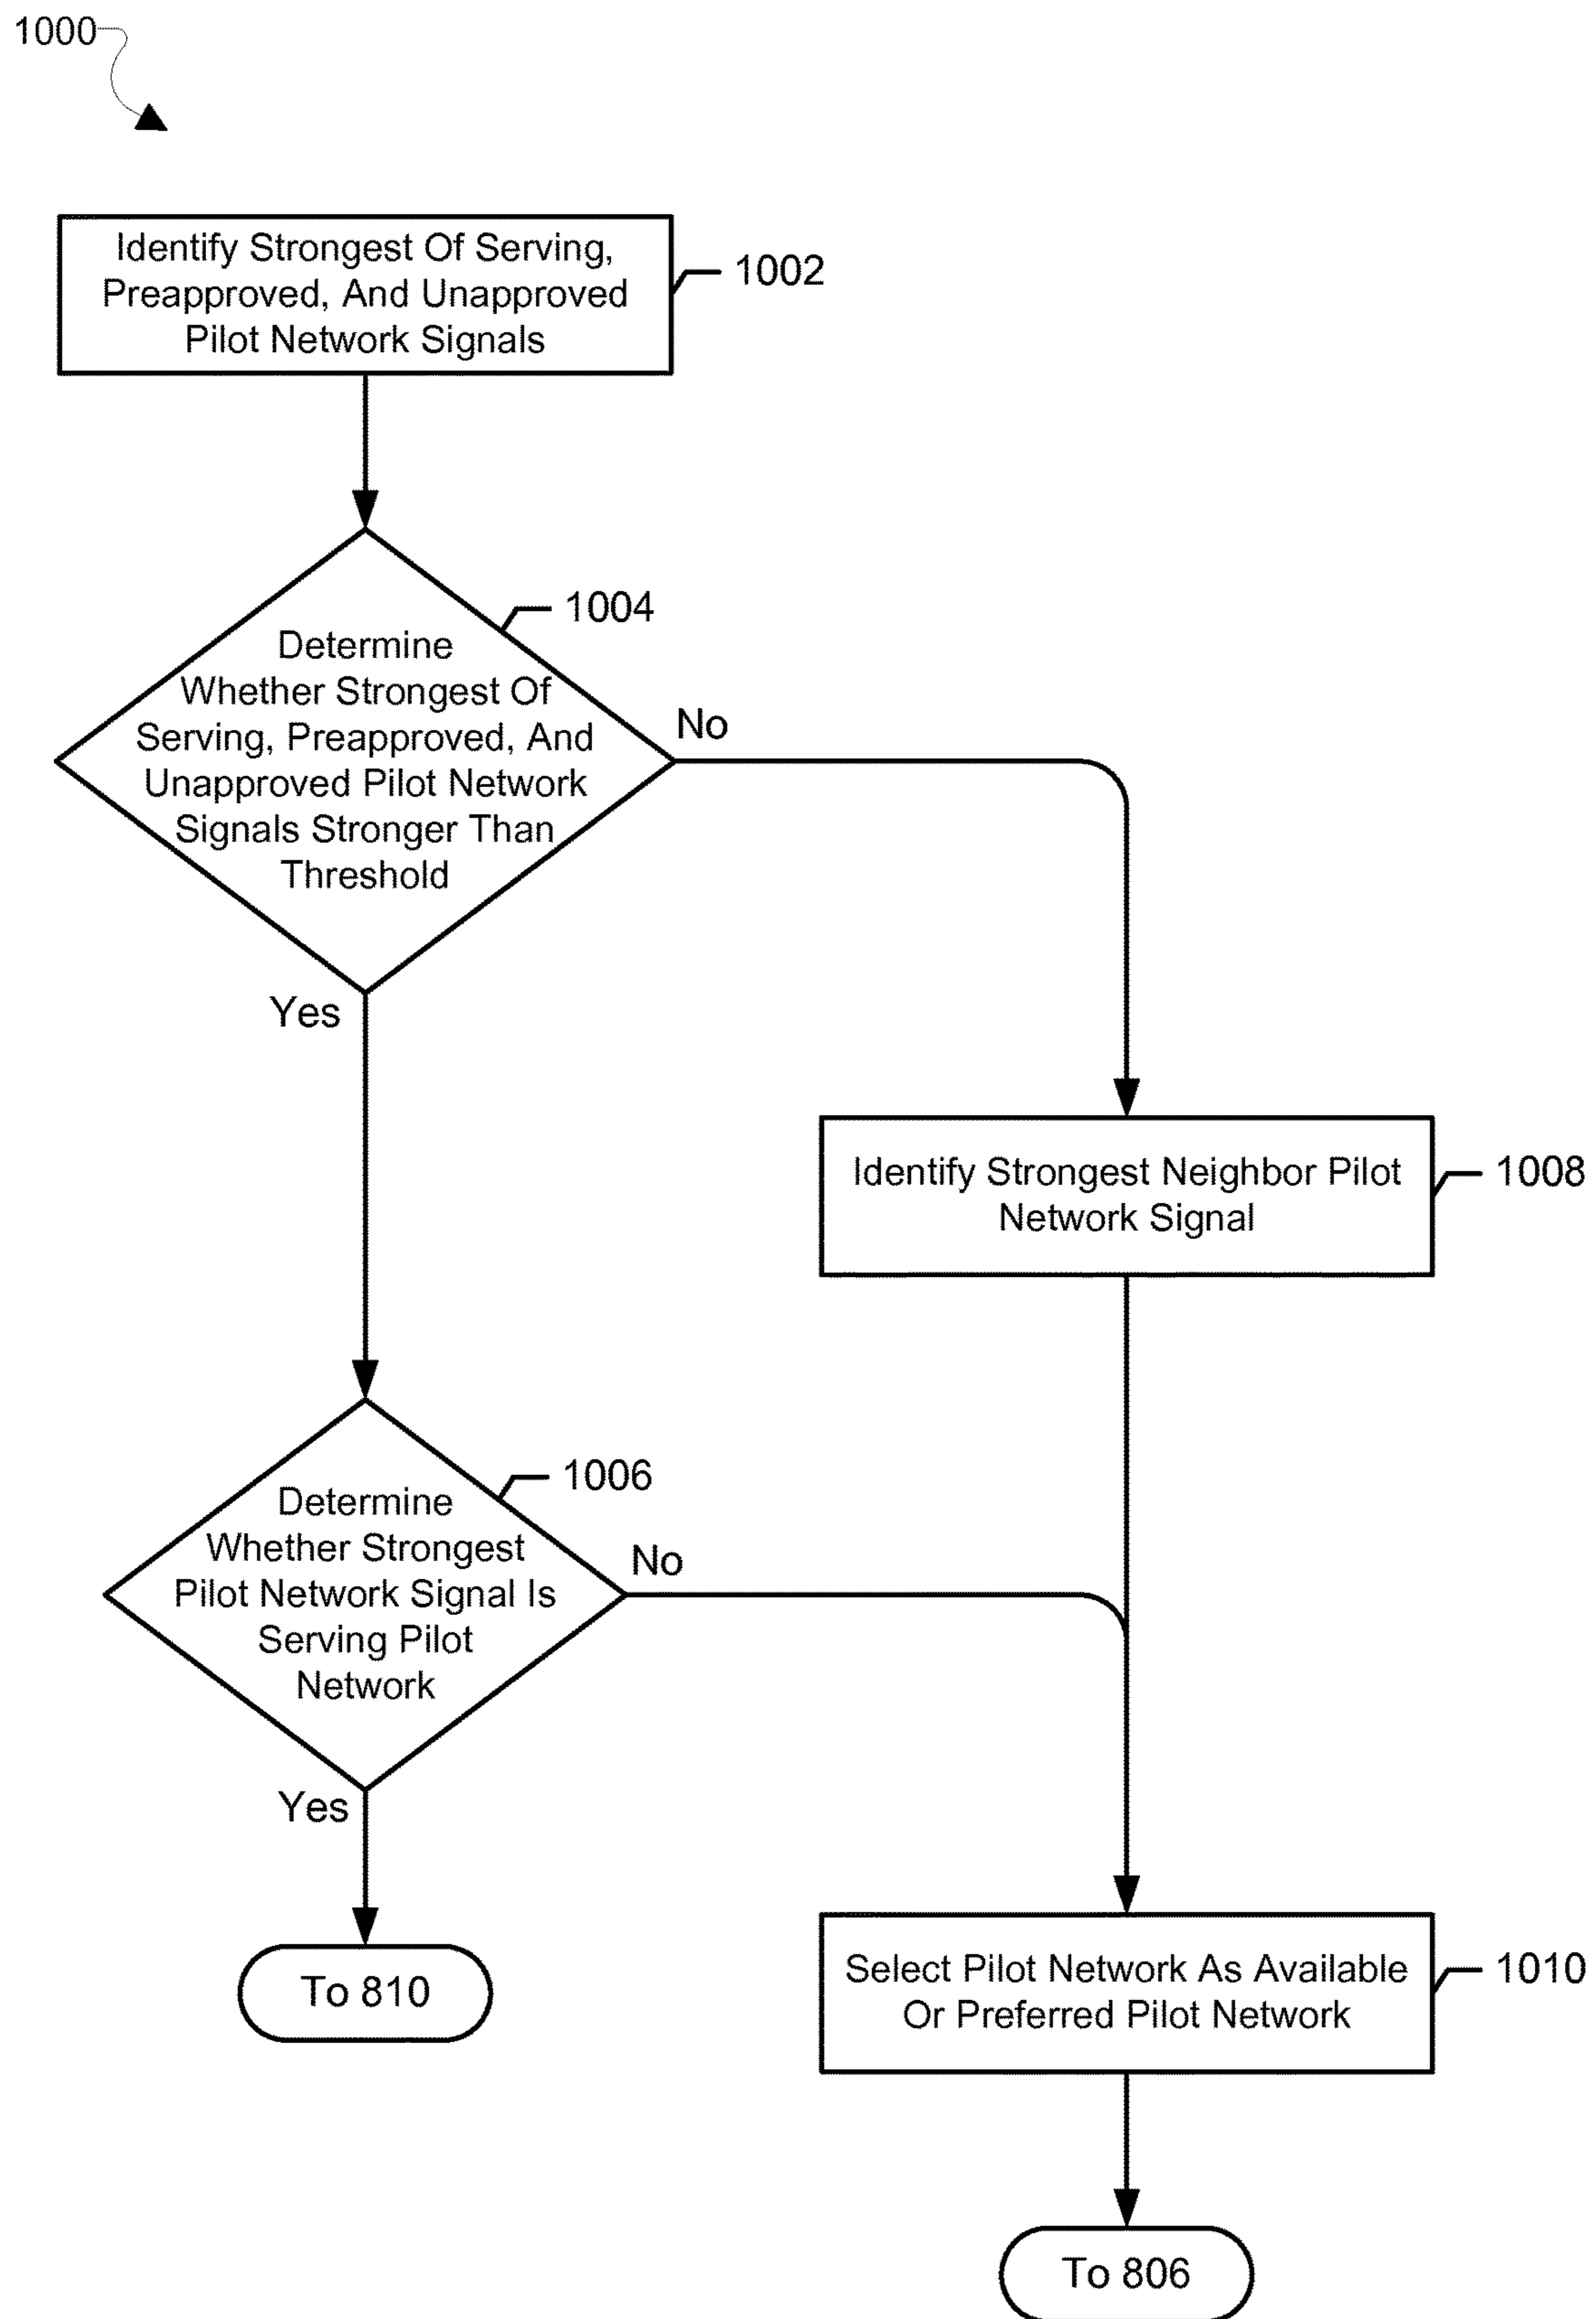 1000
Identify Strongest Of Serving,
Preapproved, And Unapproved
Pilot Network Signals
1002
1004
Determine
Whether Strongest Of
Serving, Preapproved, And
Unapproved Pilot Network
Signals Stronger Than
Threshold
No
Yes
Identify Strongest Neighbor Pilot
Network Signal
1008
1006
Determine
Whether Strongest
Pilot Network Signal Is
Serving Pilot
Network
No
Yes
To 810
Select Pilot Network As Available
Or Preferred Pilot Network
1010
To 806